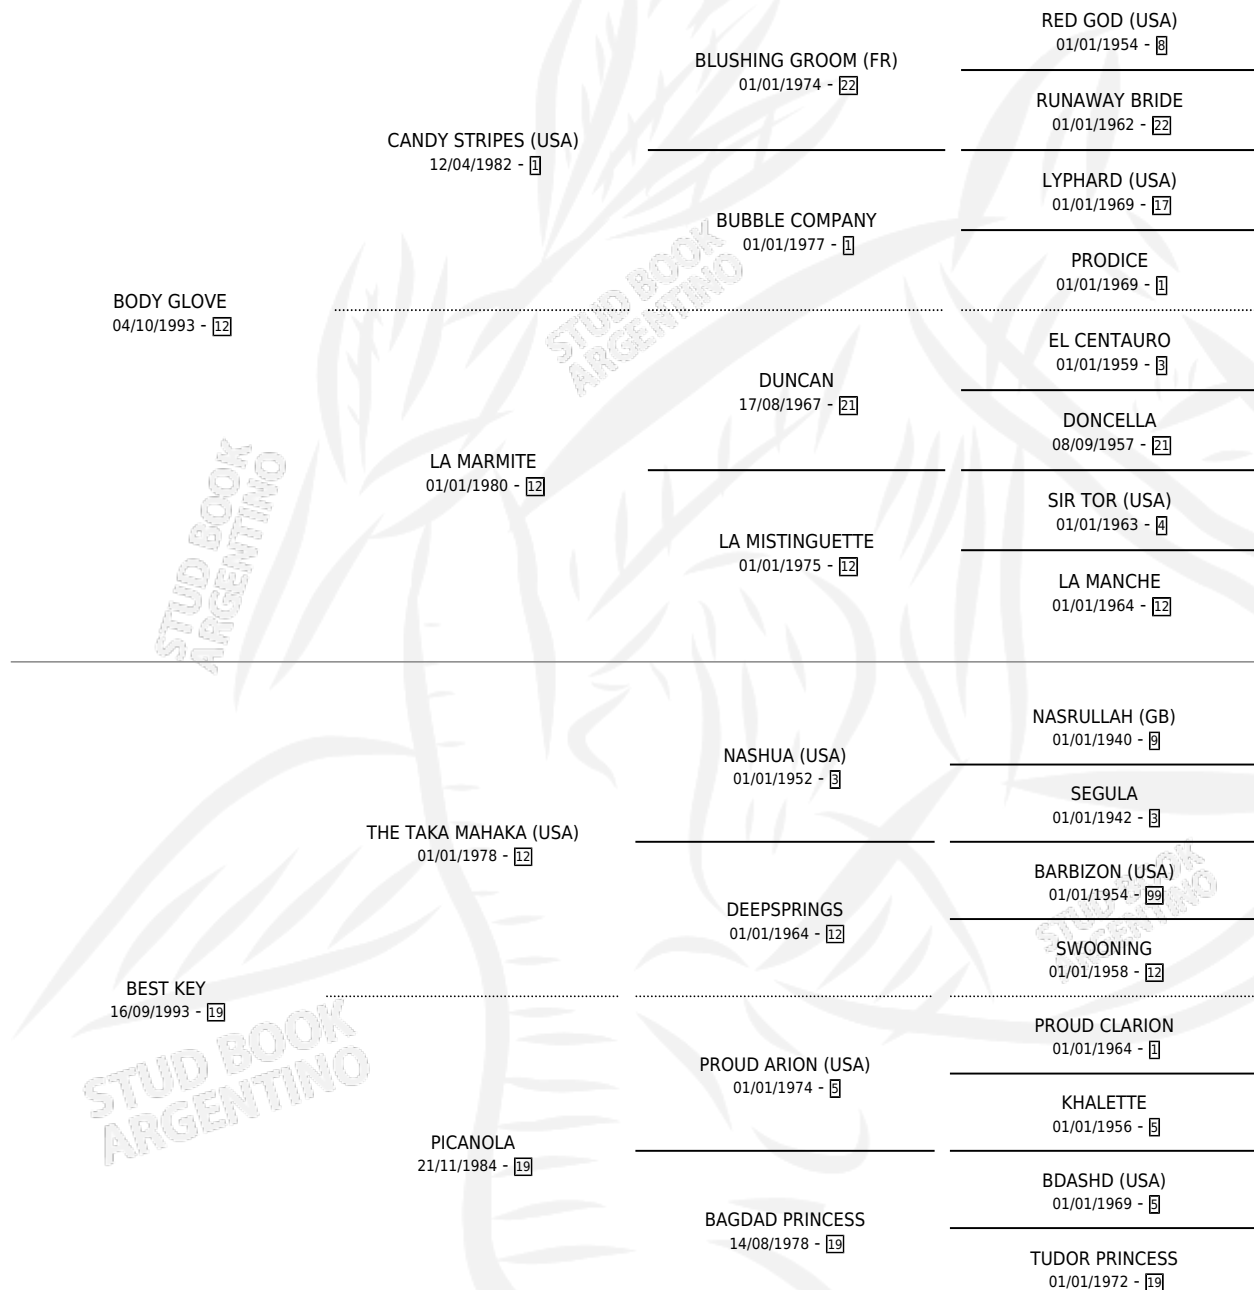 RED GOD (USA)
01/01/1954 - 8
BLUSHING GROOM (FR)
01/01/1974 - 22
RUNAWAY BRIDE
01/01/1962 - 22
CANDY STRIPES (USA)
12/04/1982 - 1
LYPHARD (USA)
01/01/1969 - 17
BUBBLE COMPANY
01/01/1977 - 1
PRODICE
01/01/1969 - 1
BODY GLOVE
04/10/1993 - 12
EL CENTAURO
01/01/1959 - 3
DUNCAN
17/08/1967 - 21
DONCELLA
08/09/1957 - 21
LA MARMITE
01/01/1980 - 12
SIR TOR (USA)
01/01/1963 - 4
LA MISTINGUETTE
01/01/1975 - 12
LA MANCHE
01/01/1964 - 12
NASRULLAH (GB)
01/01/1940 - 9
NASHUA (USA)
01/01/1952 - 3
SEGULA
01/01/1942 - 3
THE TAKA MAHAKA (USA)
01/01/1978 - 12
BARBIZON (USA)
01/01/1954 - 99
DEEPSPRINGS
01/01/1964 - 12
SWOONING
01/01/1958 - 12
BEST KEY
16/09/1993 - 19
PROUD CLARION
01/01/1964 - 1
PROUD ARION (USA)
01/01/1974 - 5
KHALETTE
01/01/1956 - 5
PICANOLA
21/11/1984 - 19
BDASHD (USA)
01/01/1969 - 5
BAGDAD PRINCESS
14/08/1978 - 19
TUDOR PRINCESS
01/01/1972 - 19
STUD BOOK
ARGENTINO
STUD BOOK
ARGENTINO
STUD BOOK
ARGENTINO
STUD BOOK
ARGENTINO